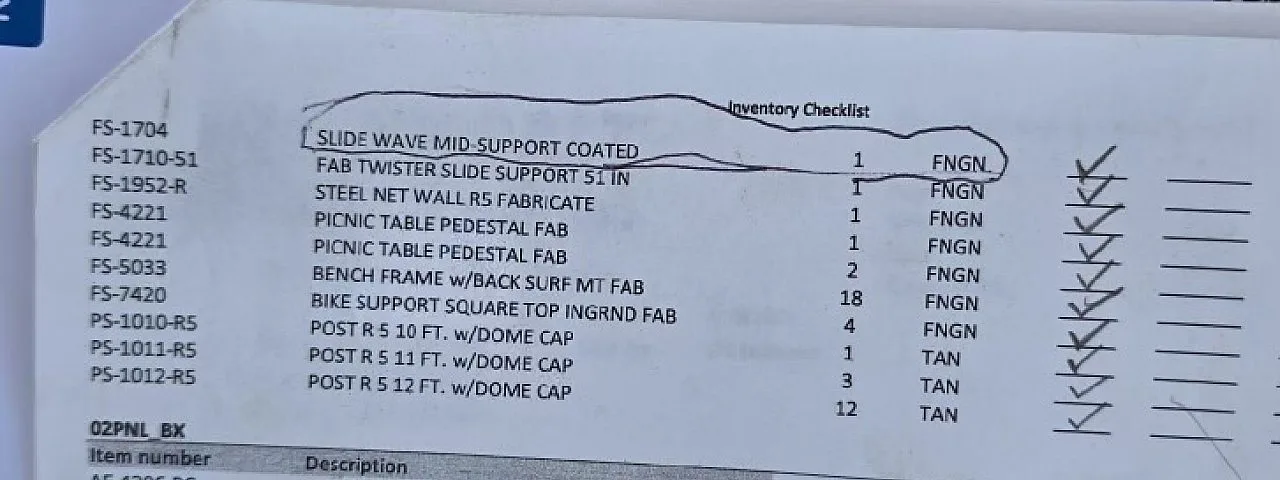 Inventory Checklist
FS-1704 SLIDE WAVE MID-SUPPORT COATED 1 FNGN
FS-1710-51 FAB TWISTER SLIDE SUPPORT 51 IN 1 FNGN
FS-1952-R STEEL NET WALL R5 FABRICATE 1 FNGN
FS-4221 PICNIC TABLE PEDESTAL FAB 1 FNGN
FS-4221 PICNIC TABLE PEDESTAL FAB 2 FNGN
FS-5033 BENCH FRAME w/BACK SURF MT FAB 18 FNGN
FS-7420 BIKE SUPPORT SQUARE TOP INGRND FAB 4 FNGN
PS-1010-R5 POST R 5 10 FT. w/DOME CAP 1 TAN
PS-1011-R5 POST R 5 11 FT. w/DOME CAP 3 TAN
PS-1012-R5 POST R 5 12 FT. w/DOME CAP 12 TAN
02PNL_BX
Item number Description